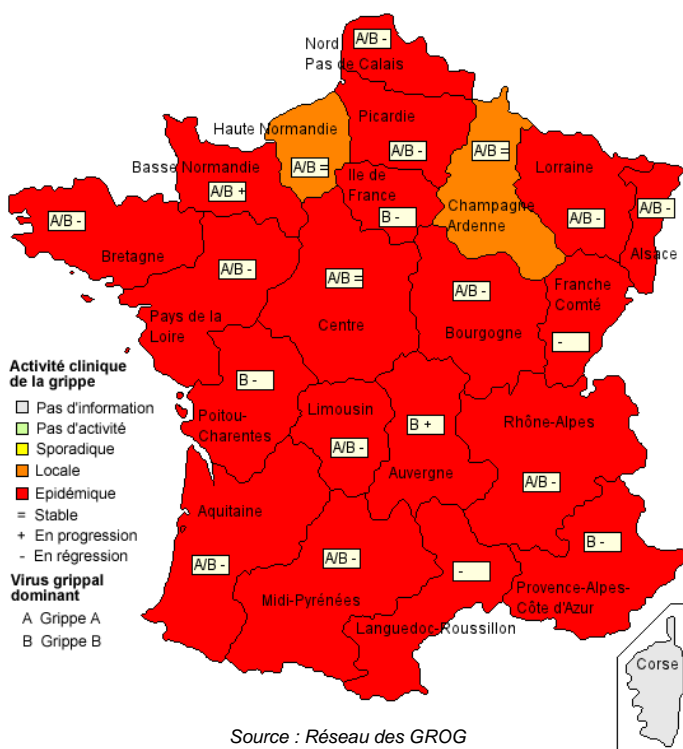 Nord
A/B -
Pas de Calais
Haute Normandie
Picardie
A/B =
A/B -
A/B =
Basse Normandie
A/B +
Ile de
France
B -
Lorraine
A/B -
A/B -
Champagne
Ardenne
Alsace
A/B -
Bretagne
A/B -
A/B =
A/B -
Franche
Comté
-
Pays de la
Loire
Centre
Bourgogne
B -
Poitou-
Charentes
Limousin
A/B -
B +
Auvergne
Rhône-Alpes
A/B -
Aquitaine
A/B -
A/B -
Midi-Pyrénées
-
Languedoc-Roussillon
B -
Provence-Alpes-
Côte d'Azur
Corse
Activité clinique
de la grippe
Pas d'information
Pas d'activité
Sporadique
Locale
Epidémique
= Stable
+ En progression
- En régression
Virus grippal
dominant
A Grippe A
B Grippe B
Source : Réseau des GROG